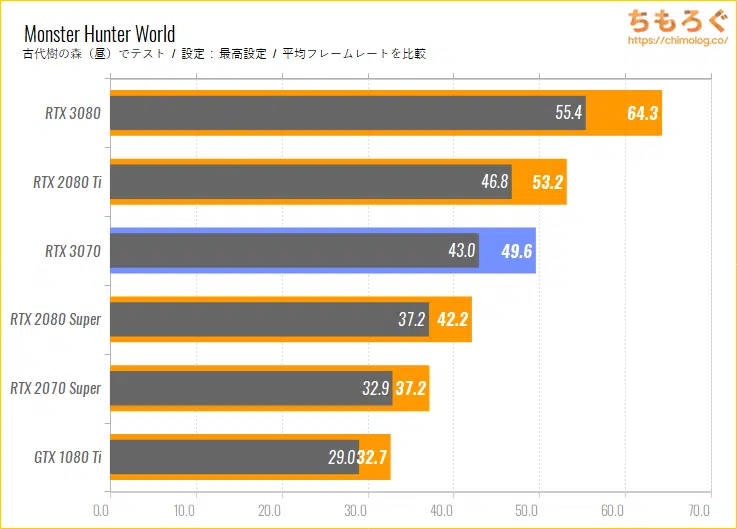 Monster Hunter World
古代樹の森（昼）でテスト / 設定：最高設定 / 平均フレームレートを比較
ちもろぐ
https://chimolog.co/
RTX 3080 55.4 64.3
RTX 2080 Ti 46.8 53.2
RTX 3070 43.0 49.6
RTX 2080 Super 37.2 42.2
RTX 2070 Super 32.9 37.2
GTX 1080 Ti 29.0 32.7
0.0 10.0 20.0 30.0 40.0 50.0 60.0 70.0